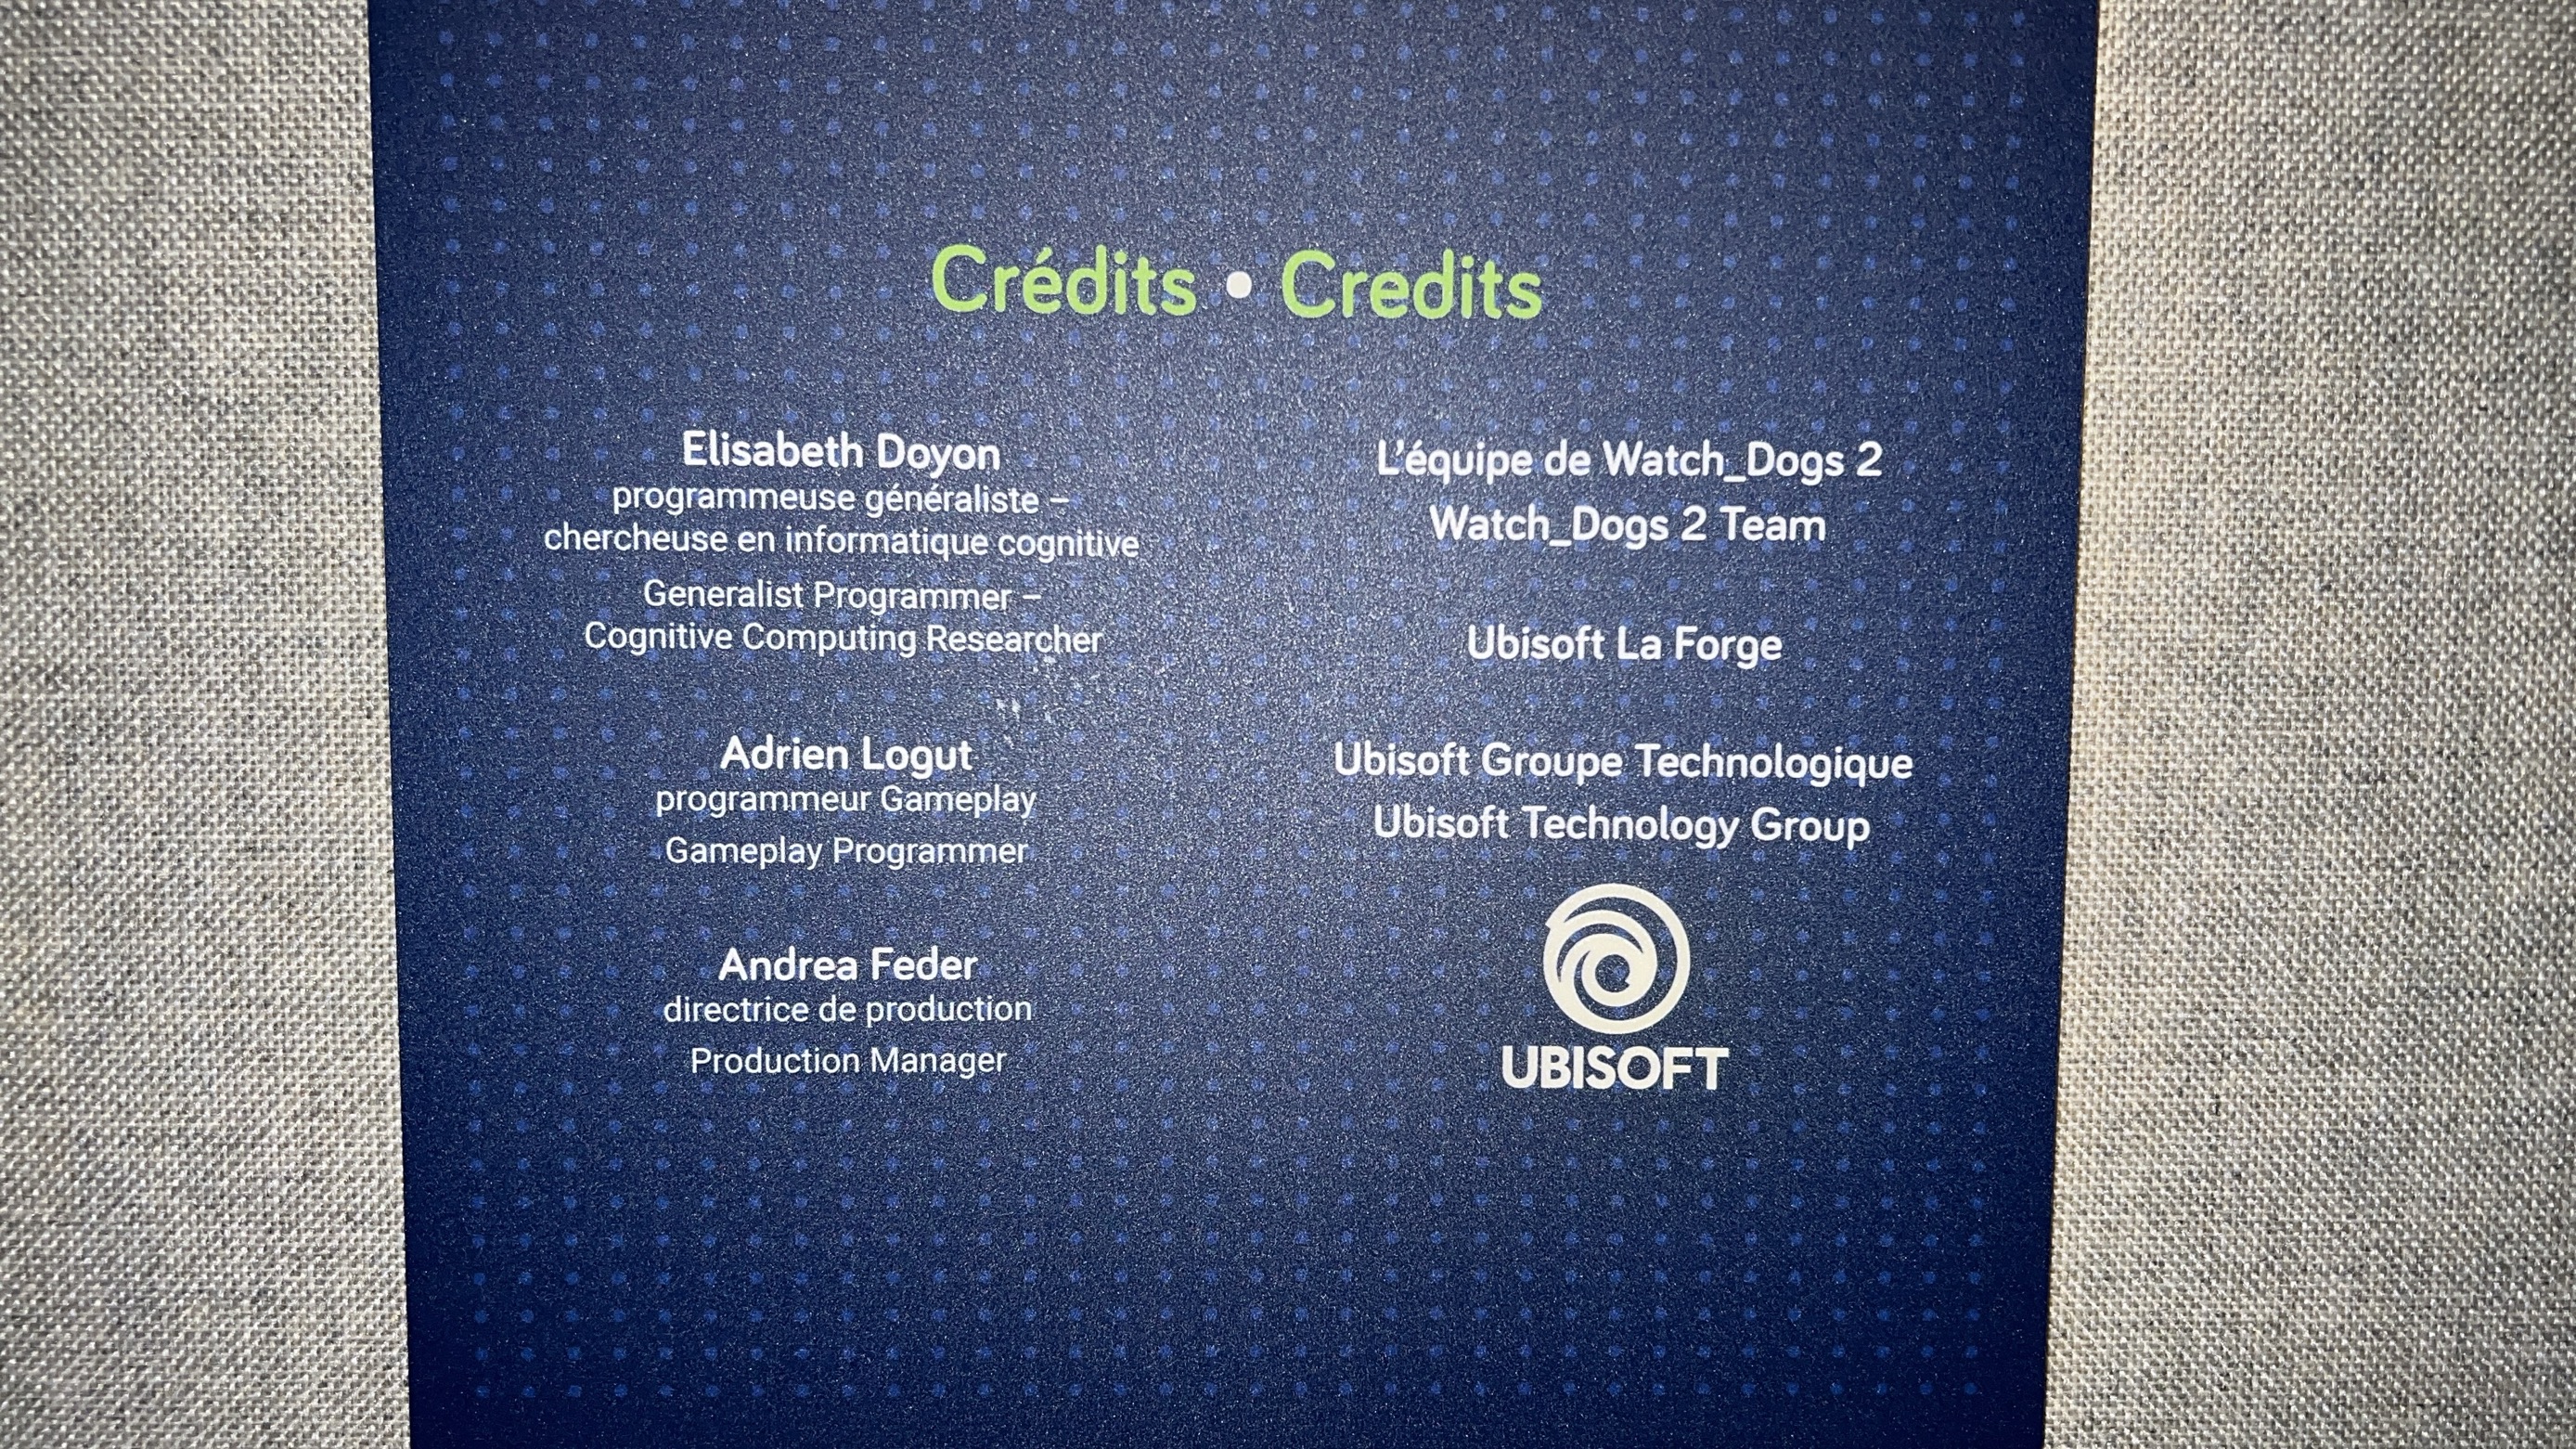 Crédits • Credits
Elisabeth Doyon
programmeuse généraliste –
chercheuse en informatique cognitive
Generalist Programmer –
Cognitive Computing Researcher
Adrien Logut
programmeur Gameplay
Gameplay Programmer
Andrea Feder
directrice de production
Production Manager
L'équipe de Watch_Dogs 2
Watch_Dogs 2 Team
Ubisoft La Forge
Ubisoft Groupe Technologique
Ubisoft Technology Group
UBISOFT